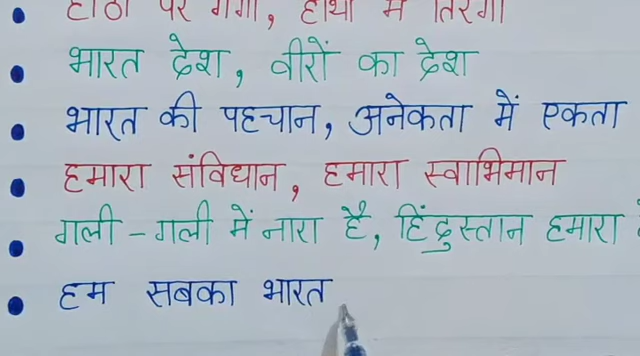 होठों पर गंगा, हाथों में तिरंगा
भारत देश, वीरों का देश
भारत की पहचान, अनेकता में एकता
हमारा संविधान, हमारा स्वाभिमान
गली - गली में नारा है, हिंदुस्तान हमारा
हम सबका भारत